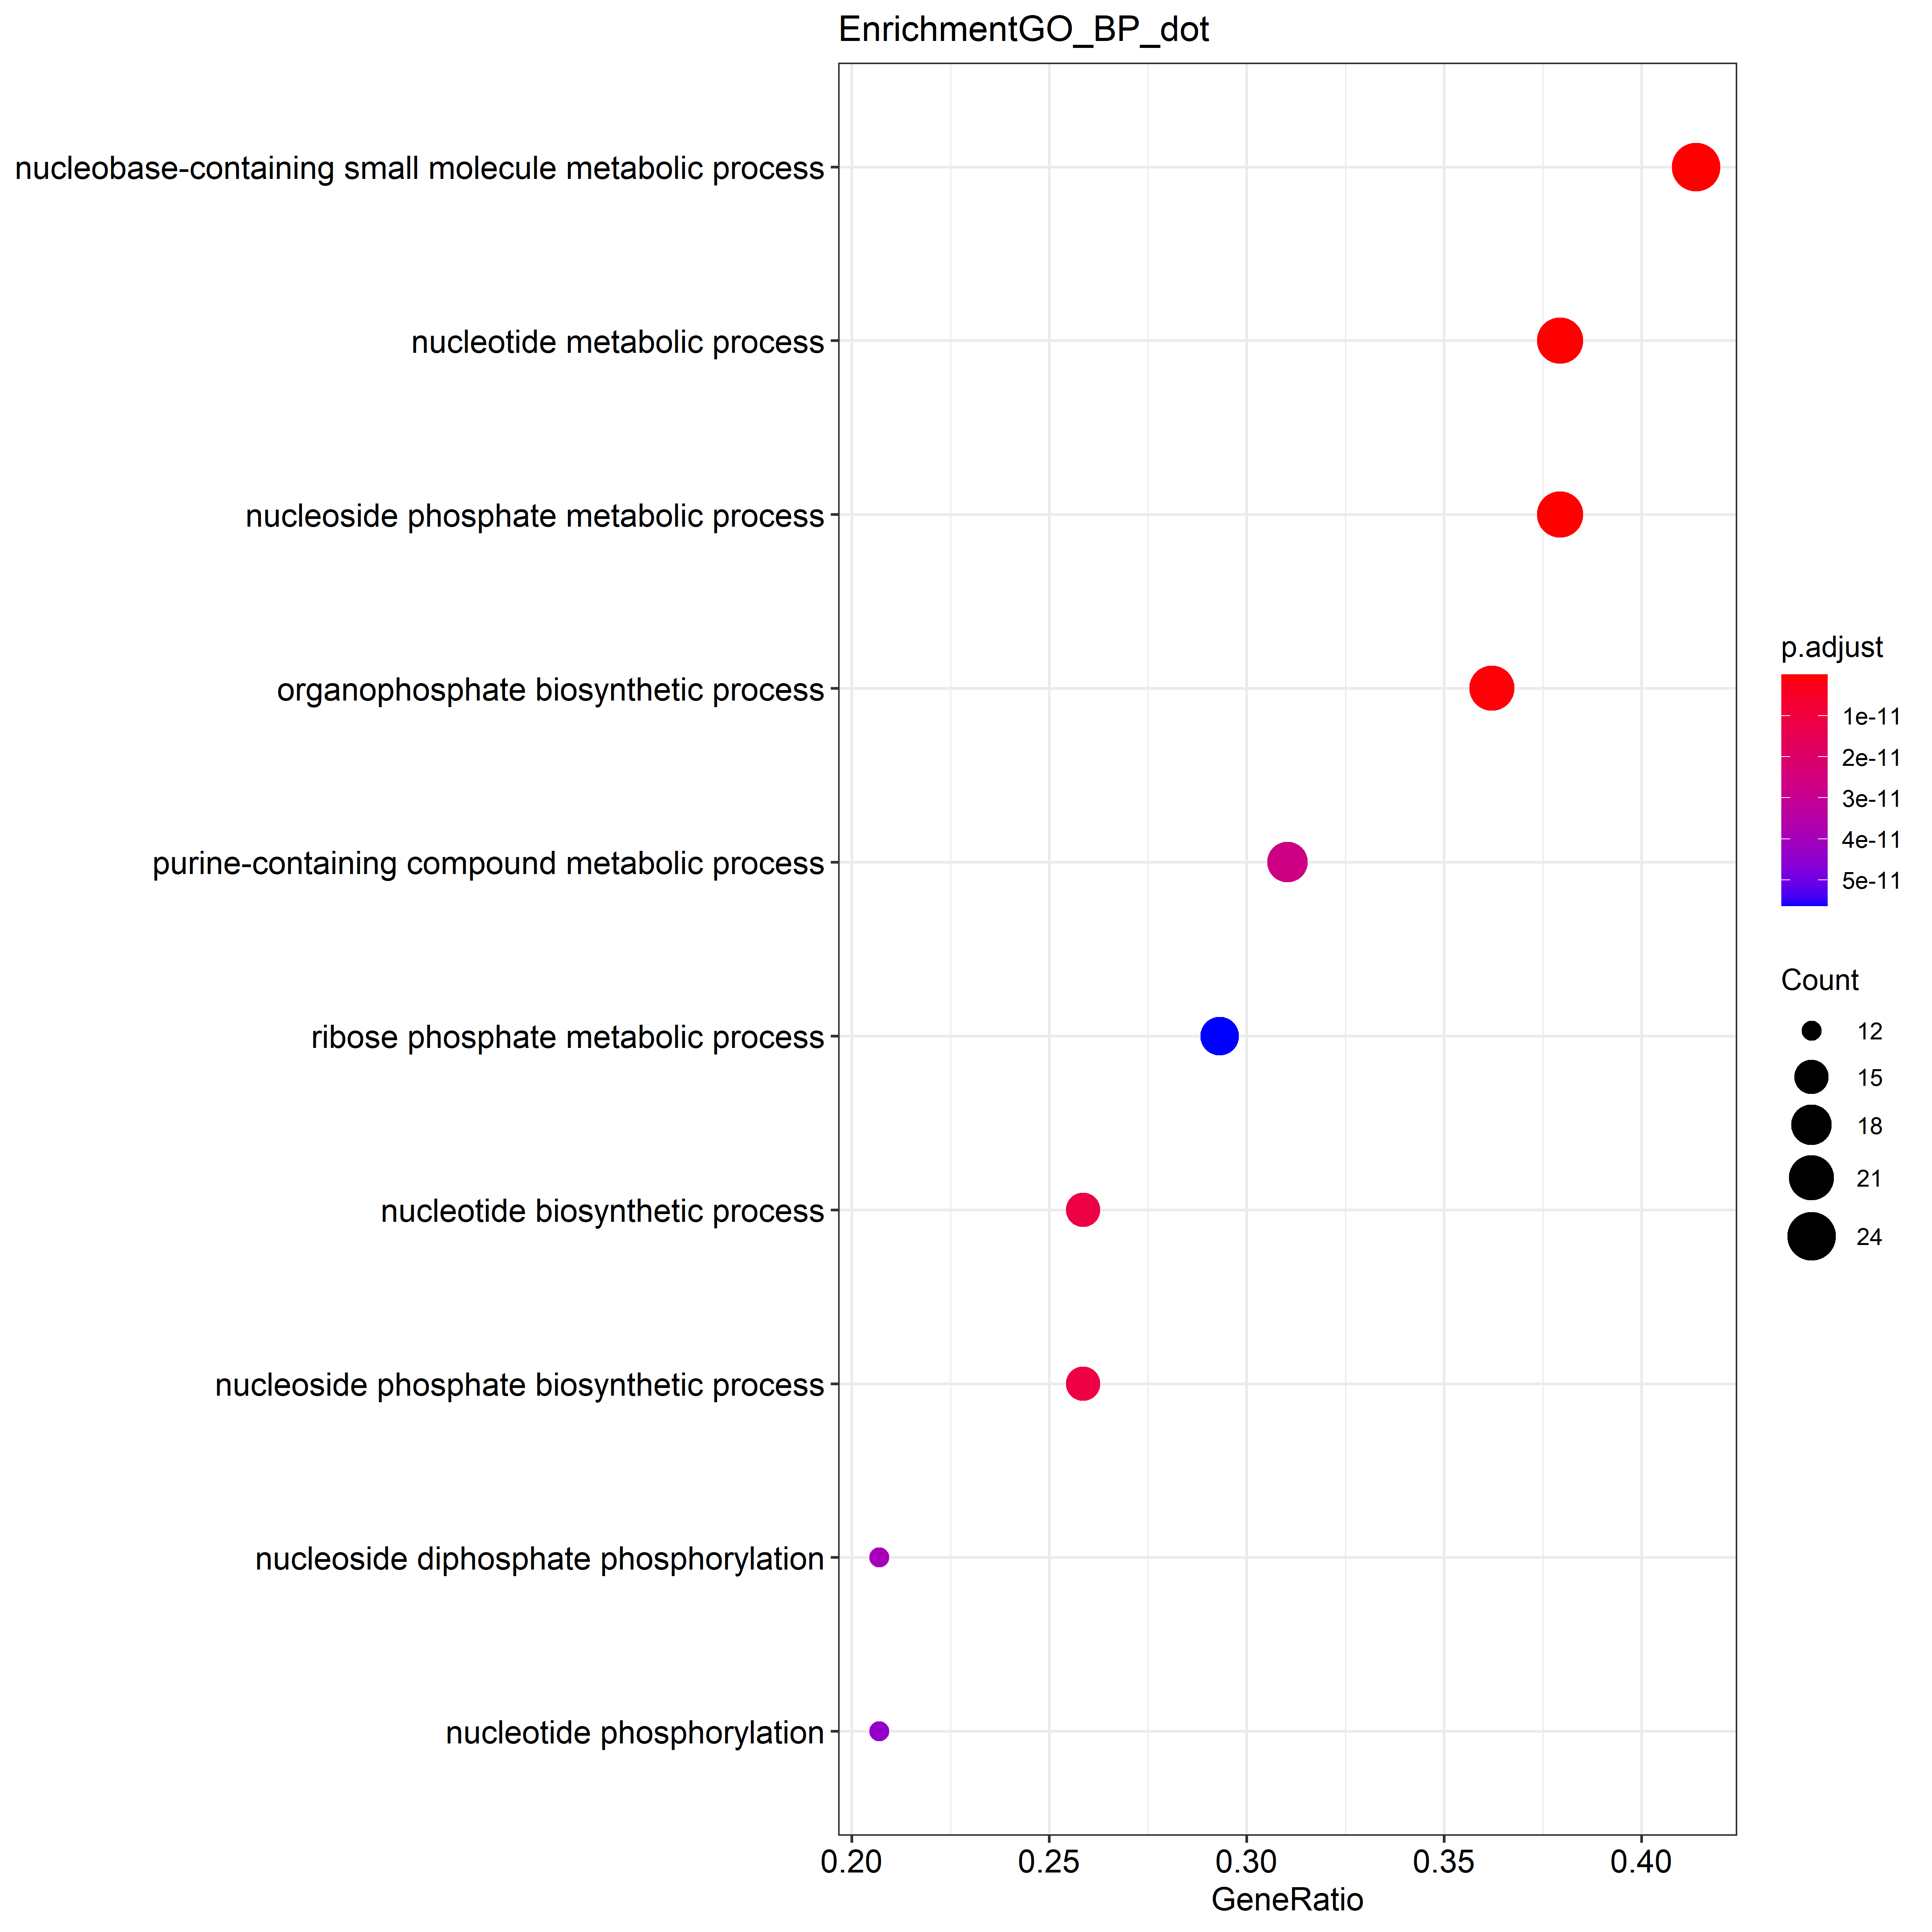 EnrichmentGO_BP_dot
nucleobase-containing small molecule metabolic process
nucleotide metabolic process
nucleoside phosphate metabolic process
organophosphate biosynthetic process
purine-containing compound metabolic process
ribose phosphate metabolic process
nucleotide biosynthetic process
nucleoside phosphate biosynthetic process
nucleoside diphosphate phosphorylation
nucleotide phosphorylation
0.20 0.25 0.30 0.35 0.40
GeneRatio
p.adjust
1e-11
2e-11
3e-11
4e-11
5e-11
Count
12
15
18
21
24